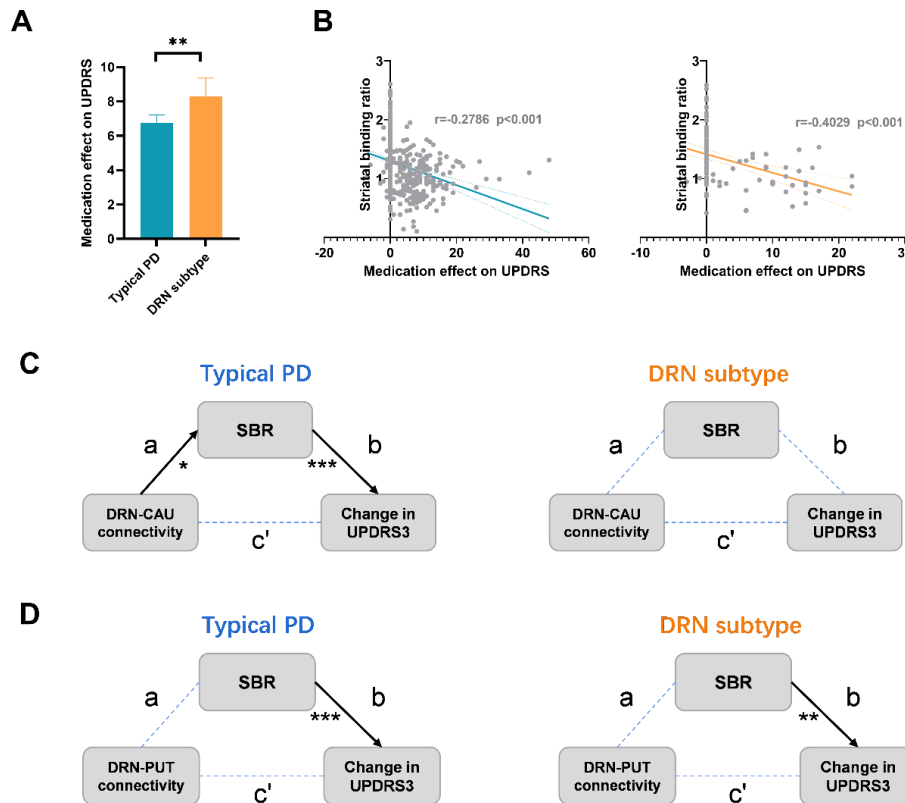 A
**
Medication effect on UPDRS
10
8
6
4
2
0
Typical PD
DRN subtype
B
Striatal binding ratio
3
2
1
r=-0.2786 p<0.001
-20
0
20
40
60
Medication effect on UPDRS
Striatal binding ratio
3
2
1
r=-0.4029 p<0.001
-10
0
10
20
30
Medication effect on UPDRS
C
Typical PD
SBR
a
b
*
***
DRN-CAU
connectivity
Change in
UPDRS3
c'
DRN subtype
SBR
a
b
DRN-CAU
connectivity
Change in
UPDRS3
c'
D
Typical PD
SBR
a
b
***
DRN-PUT
connectivity
Change in
UPDRS3
c'
DRN subtype
SBR
a
b
**
DRN-PUT
connectivity
Change in
UPDRS3
c'